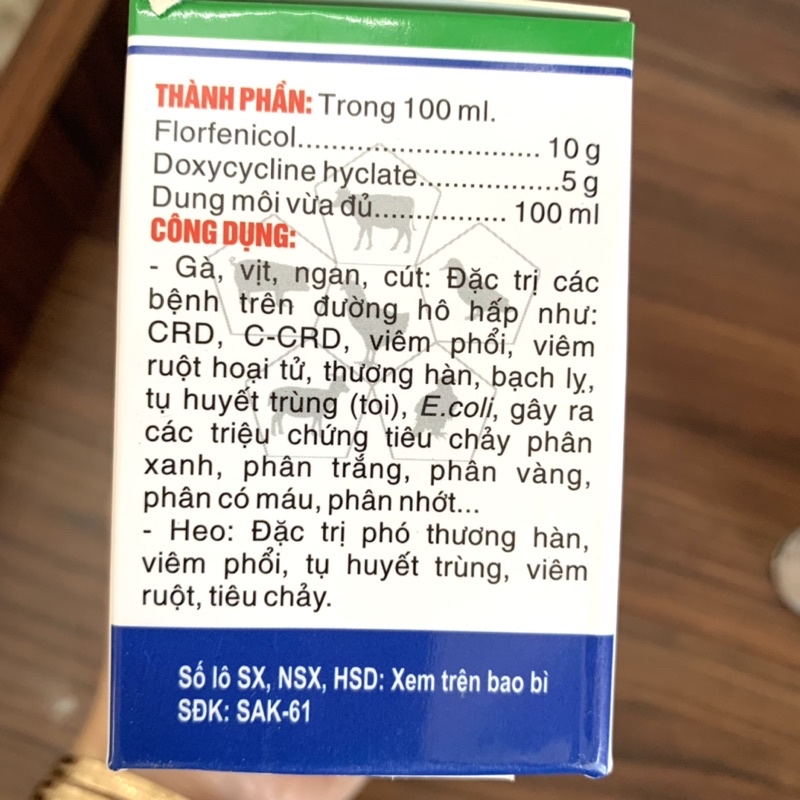 THÀNH PHẦN: Trong 100 ml.
Florfenicol............................... 10 g
Doxycycline hyclate..................5 g
Dung môi vừa đủ................. 100 ml
CÔNG DỤNG:
- Gà, vịt, ngan, cút: Đặc trị các
bệnh trên đường hô hấp như:
CRD, C-CRD, viêm phổi, viêm
ruột hoại tử, thương hàn, bạch lỵ,
tụ huyết trùng (toi), E.coli, gây ra
các triệu chứng tiêu chảy phân
xanh, phân trắng, phân vàng,
phân có máu, phân nhớt...
- Heo: Đặc trị phó thương hàn,
viêm phổi, tụ huyết trùng, viêm
ruột, tiêu chảy.
Số lô SX, NSX, HSD: Xem trên bao bì
SĐK: SAK-61